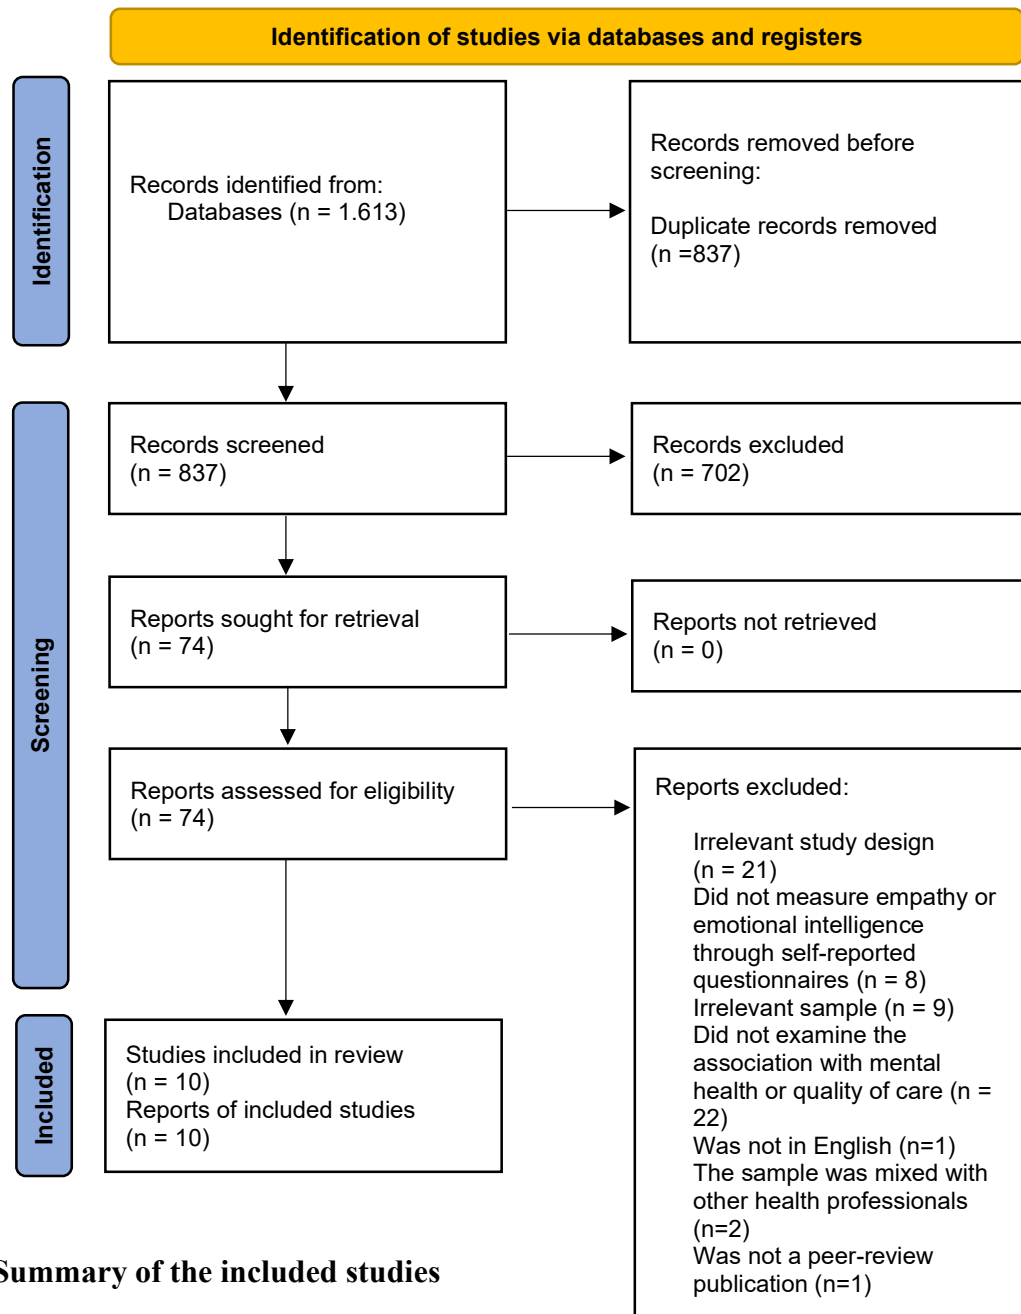 Identification of studies via databases and registers
Identification
Records identified from:
Databases (n = 1.613)
Records removed before
screening:
Duplicate records removed
(n =837)
Screening
Records screened
(n = 837)
Records excluded
(n = 702)
Reports sought for retrieval
(n = 74)
Reports not retrieved
(n = 0)
Reports assessed for eligibility
(n = 74)
Reports excluded:
Irrelevant study design
(n = 21)
Did not measure empathy or
emotional intelligence
through self-reported
questionnaires (n = 8)
Irrelevant sample (n = 9)
Did not examine the
association with mental
health or quality of care (n =
22)
Was not in English (n=1)
The sample was mixed with
other health professionals
(n=2)
Was not a peer-review
publication (n=1)
Included
Studies included in review
(n = 10)
Reports of included studies
(n = 10)
Summary of the included studies